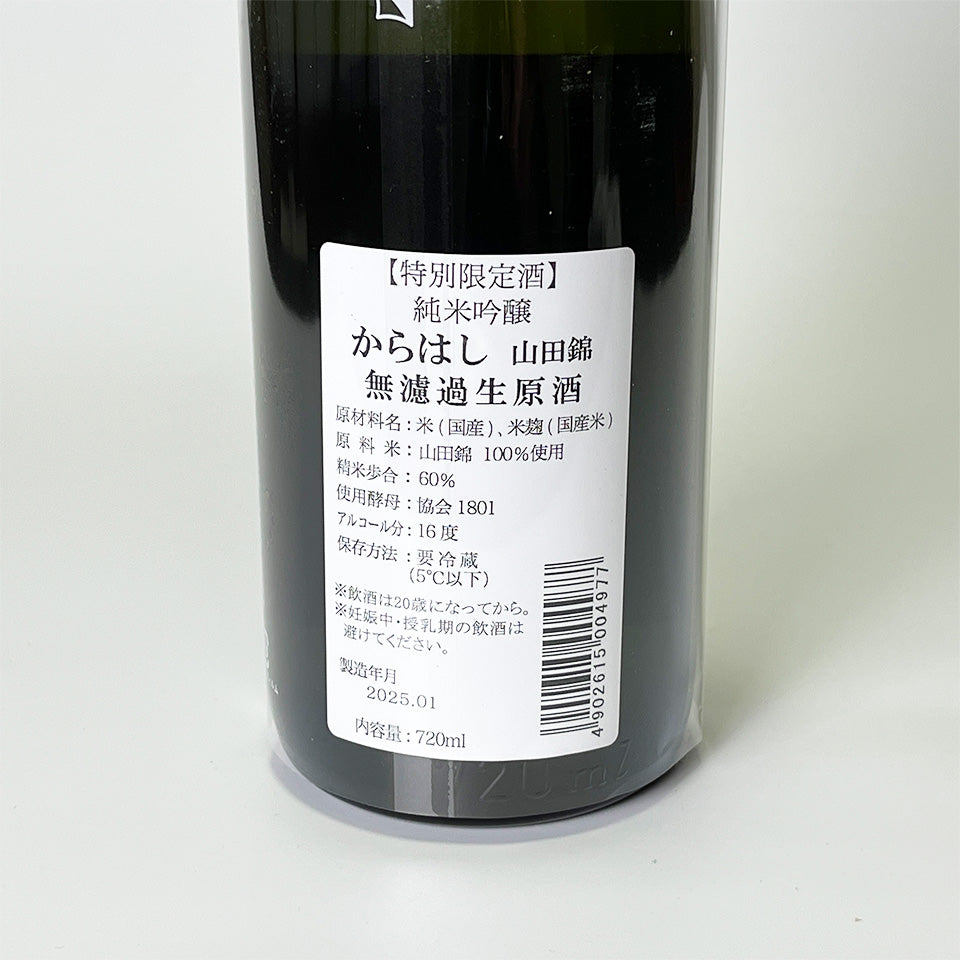 【特別限定酒】
純米吟醸
からはし 山田錦
無濾過生原酒
原材料名：米(国産)、米麹(国産米)
原料米：山田錦 100％使用
精米歩合：60％
使用酵母：協会1801
アルコール分：16度
保存方法：要冷蔵
(5℃以下)
※飲酒は20歳になってから。
※妊娠中・授乳期の飲酒は
避けてください。
製造年月
2025.01
内容量：720ml
4902615004977
720ml